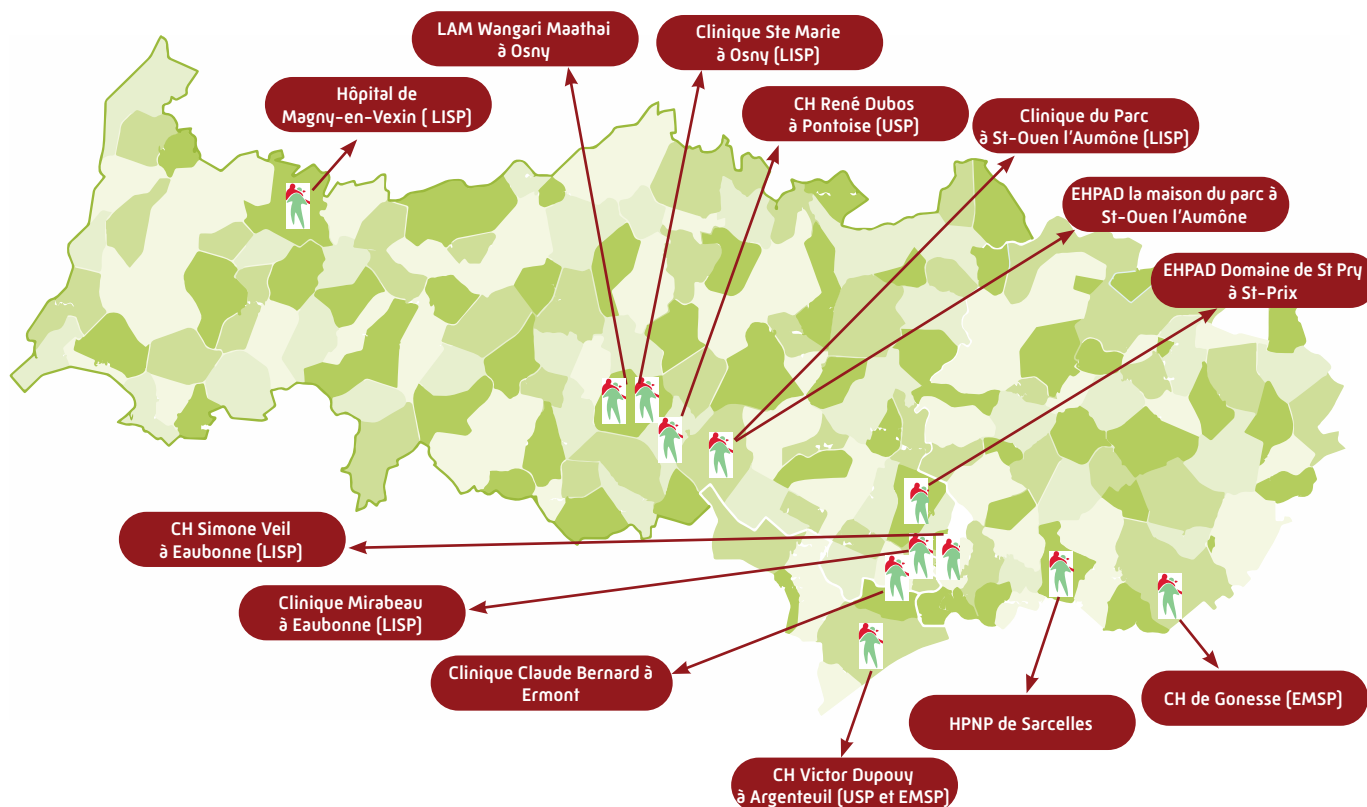 LAM Wangari Maathai
à Osny
Clinique Ste Marie
à Osny (LISP)
Hôpital de
Magny-en-Vexin ( LISP)
CH René Dubos
à Pontoise (USP)
Clinique du Parc
à St-Ouen l'Aumône (LISP)
EHPAD la maison du parc à
St-Ouen l'Aumône
EHPAD Domaine de St Pry
à St-Prix
CH Simone Veil
à Eaubonne (LISP)
Clinique Mirabeau
à Eaubonne (LISP)
Clinique Claude Bernard à
Ermont
CH Victor Dupouy
à Argenteuil (USP et EMSP)
HPNP de Sarcelles
CH de Gonesse (EMSP)